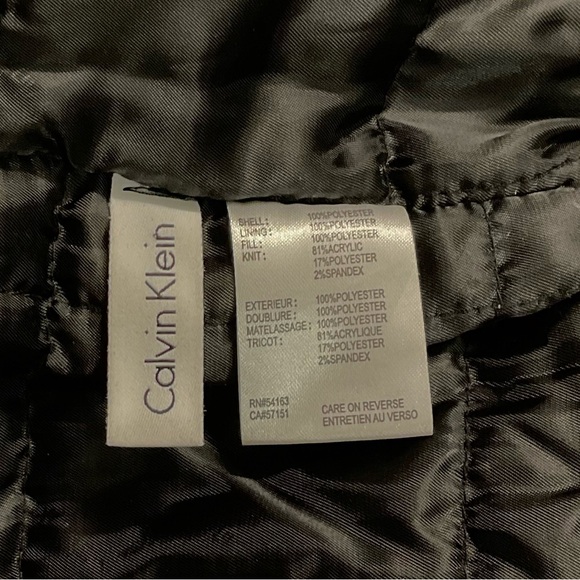 Calvin Klein
SHELL: 100%POLYESTER
LINING: 100%POLYESTER
FILL: 100%POLYESTER
KNIT: 81%ACRYLIC
17%POLYESTER
2%SPANDEX
EXTERIEUR: 100%POLYESTER
DOUBLURE: 100%POLYESTER
MATELASSAGE: 100%POLYESTER
TRICOT: 81%ACRYLIQUE
17%POLYESTER
2%SPANDEX
RN#54163
CA#57151
CARE ON REVERSE
ENTRETIEN AU VERSO